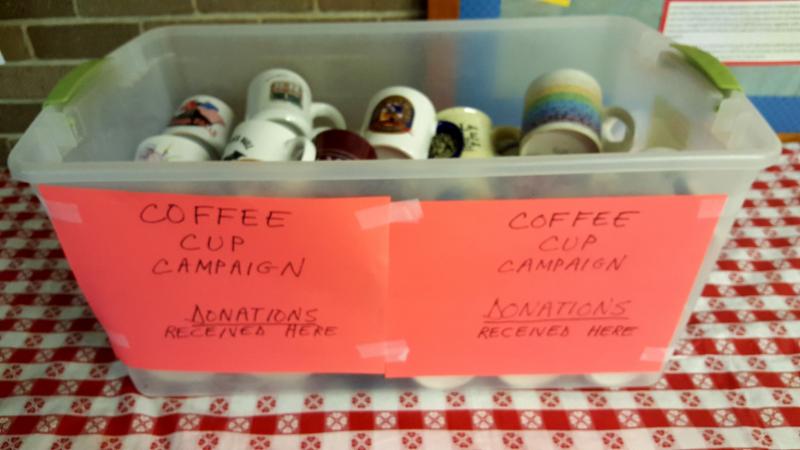 COFFEE
CUP
CAMPAIGN
DONATIONS
RECEIVED HERE
COFFEE
CUP
CAMPAIGN
DONATIONS
RECEIVED HERE